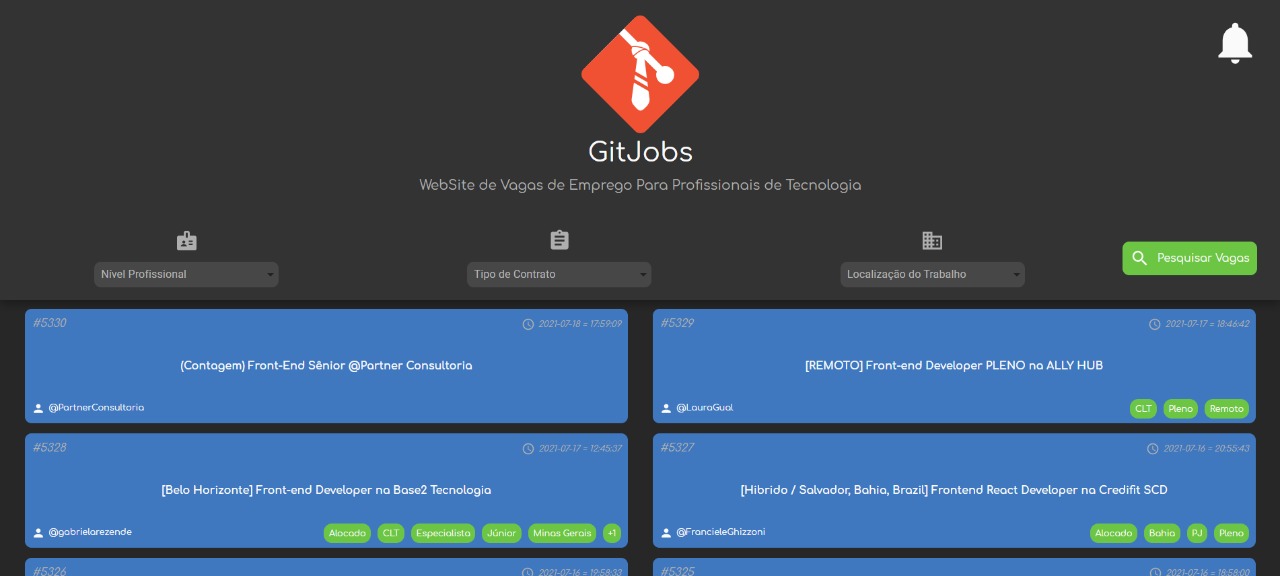 GitJobs
WebSite de Vagas de Emprego Para Profissionais de Tecnologia
Nível Profissional
Tipo de Contrato
Localização do Trabalho
Pesquisar Vagas
#5330
2021-07-18 = 17:59:09
(Contagem) Front-End Sênior @Partner Consultoria
@PartnerConsultoria
#5329
2021-07-17 = 18:46:42
[REMOTO] Front-end Developer PLENO na ALLY HUB
@LauraGual
CLT
Pleno
Remoto
#5328
2021-07-17 = 12:45:37
[Belo Horizonte] Front-end Developer na Base2 Tecnologia
@gabrielarezende
Alocado
CLT
Especialista
Júnior
Minas Gerais
+1
#5327
2021-07-16 = 20:55:43
[Hibrido / Salvador, Bahia, Brazil] Frontend React Developer na Credifit SCD
@FrancieleGhizzoni
Alocado
Bahia
PJ
Pleno
#5326
2021-07-16 = 19:58:33
#5325
2021-07-16 = 18:58:00